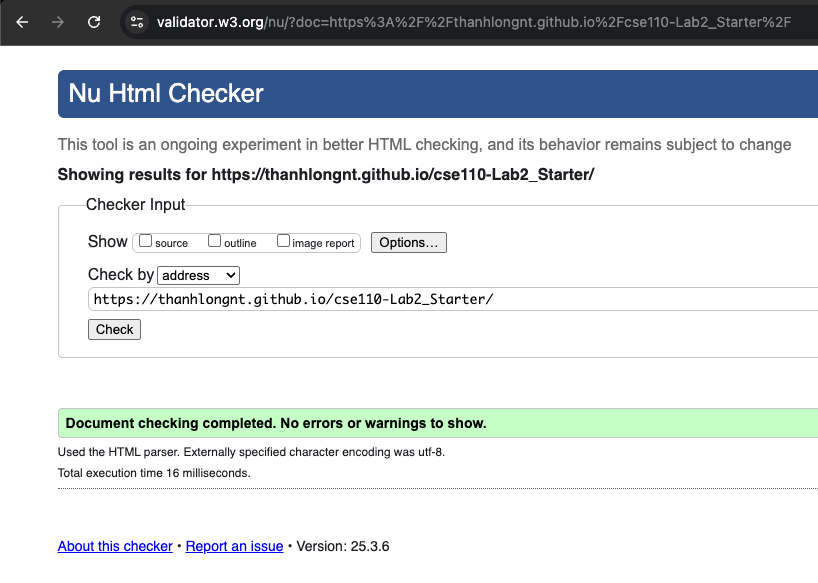 validator.w3.org/nu/?doc=https%3A%2F%2Fthanhlongnt.github.io%2Fcse110-Lab2_Starter%2F
Nu Html Checker
This tool is an ongoing experiment in better HTML checking, and its behavior remains subject to change
Showing results for https://thanhlongnt.github.io/cse110-Lab2_Starter/
Checker Input
Show source outline image report Options...
Check by address
https://thanhlongnt.github.io/cse110-Lab2_Starter/
Check
Document checking completed. No errors or warnings to show.
Used the HTML parser. Externally specified character encoding was utf-8.
Total execution time 16 milliseconds.
About this checker • Report an issue • Version: 25.3.6